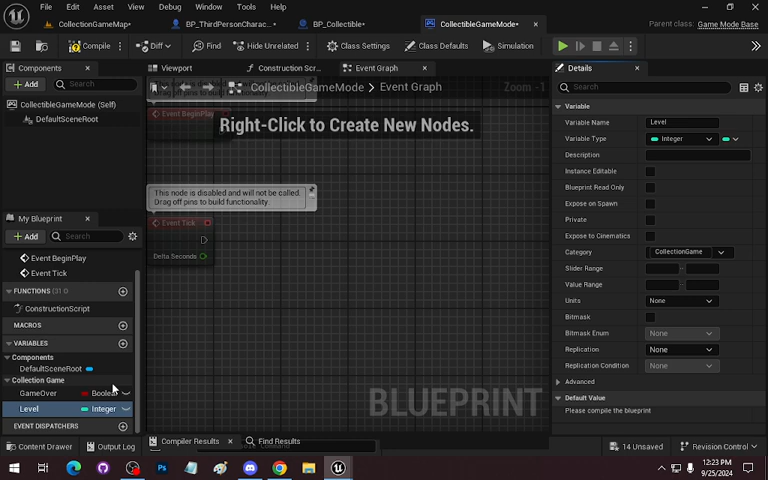 File Edit Asset View Debug Window Tools Help
CollectionGameMap* BP_ThirdPersonCharac... * BP_Collectible* CollectibleGameMode* Parent class: Game Mode Base
Compile Diff Find Hide Unrelated Class Settings Class Defaults Simulation
Components Viewport Construction Scr... Event Graph Details
Add Search CollectibleGameMode > Event Graph Zoom -1 Search
CollectibleGameMode (Self) Event BeginPlay Variable
DefaultSceneRoot Right-Click to Create New Nodes. Variable Name Level
Variable Type Integer
Description
Instance Editable
This node is disabled and will not be called.
Drag off pins to build functionality.
Blueprint Read Only
Expose on Spawn
My Blueprint Event Tick Private
Add Search Expose to Cinematics
Event BeginPlay Delta Seconds Category CollectionGame
Event Tick Slider Range
FUNCTIONS Value Range
ConstructionScript Units None
MACROS Bitmask
VARIABLES Bitmask Enum None
Components Replication None
DefaultSceneRoot Replication Condition None
Collection Game Advanced
GameOver Boolean BLUEPRINT Default Value
Level Integer Please compile the blueprint
EVENT DISPATCHERS
Content Drawer Output Log Compiler Results Find Results 14 Unsaved Revision Control
12:23 PM
9/25/2024